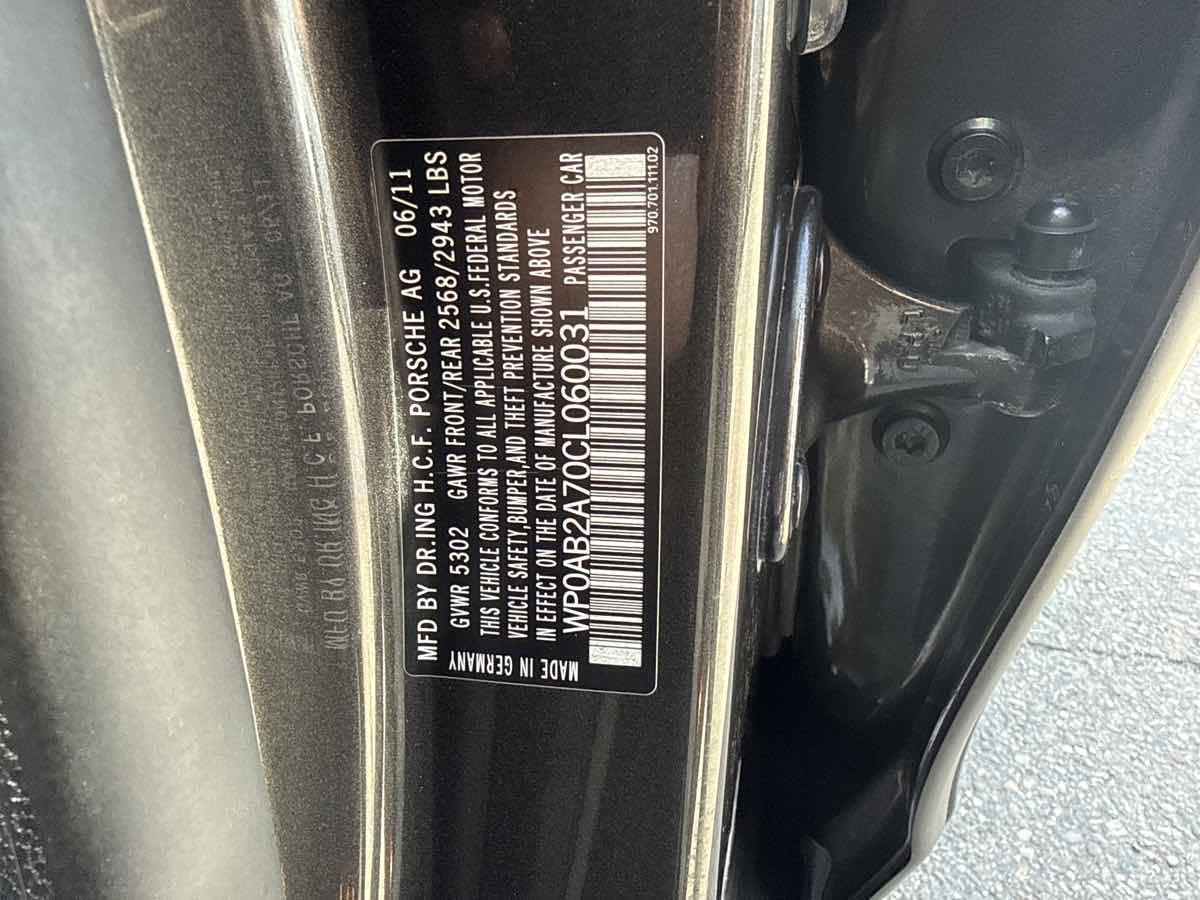 MFD BY DR.ING H.C.F. PORSCHE AG 06/11
GVWR 5302 GAWR FRONT/REAR 2568/2943 LBS
THIS VEHICLE CONFORMS TO ALL APPLICABLE U.S.FEDERAL MOTOR
VEHICLE SAFETY,BUMPER,AND THEFT PREVENTION STANDARDS
IN EFFECT ON THE DATE OF MANUFACTURE SHOWN ABOVE
WP0AB2A70CL060031 PASSENGER CAR
MADE IN GERMANY
970.701.111.02